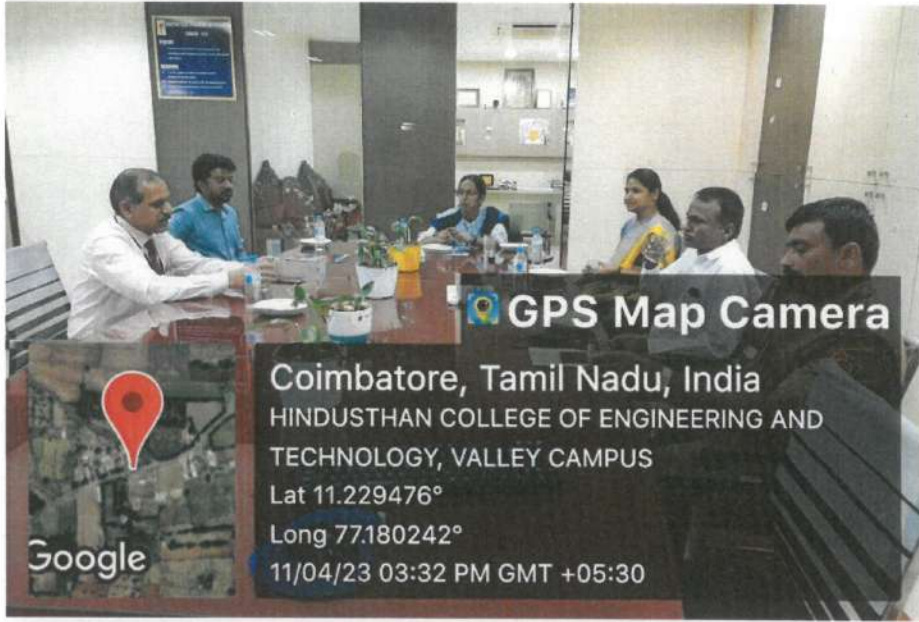 GPS Map Camera
Coimbatore, Tamil Nadu, India
HINDUSTHAN COLLEGE OF ENGINEERING AND
TECHNOLOGY, VALLEY CAMPUS
Lat 11.229476°
Long 77.180242°
11/04/23 03:32 PM GMT +05:30
Google